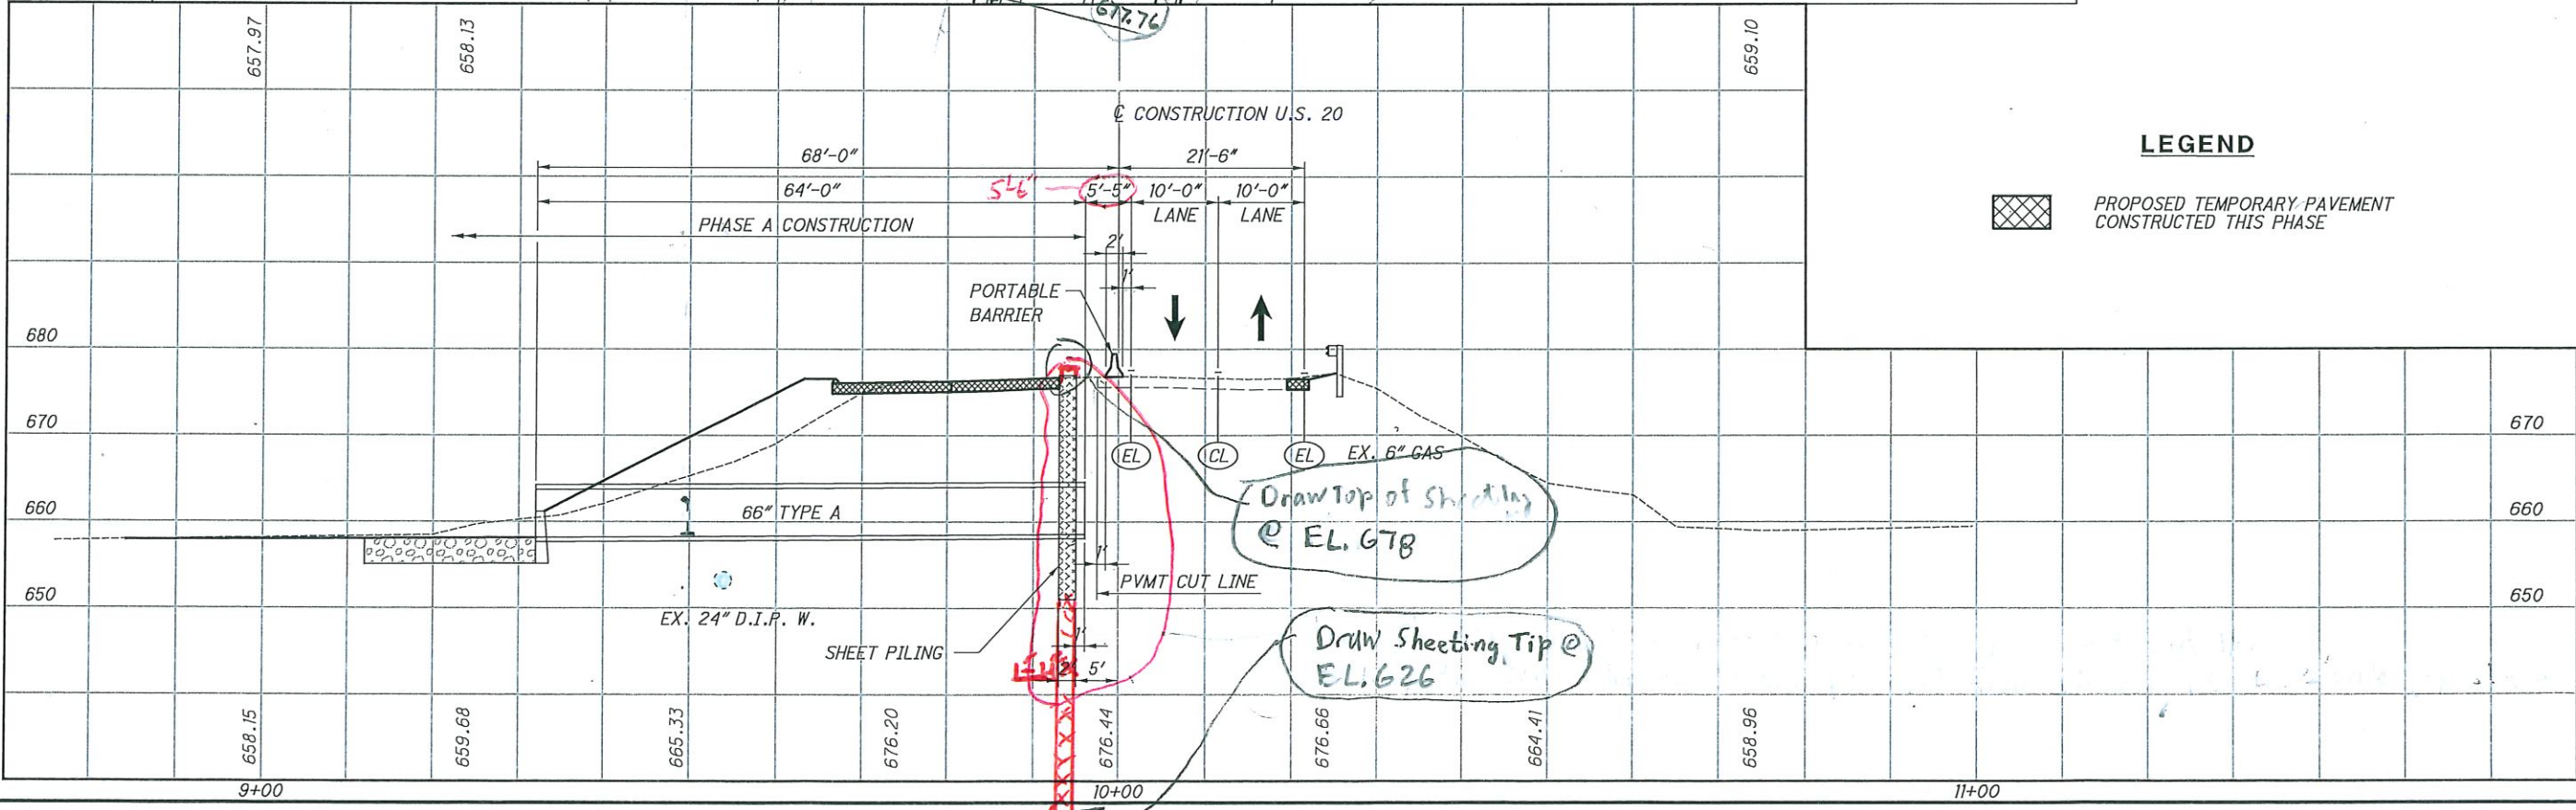 677.76
657.97
658.13
659.10
℄ CONSTRUCTION U.S. 20
LEGEND
PROPOSED TEMPORARY PAVEMENT
CONSTRUCTED THIS PHASE
68'-0"
21'-6"
64'-0"
5'-6"
5'-5"
10'-0"
10'-0"
LANE
LANE
PHASE A CONSTRUCTION
2'
1'
PORTABLE
BARRIER
680
670
670
EL
CL
EL
EX. 6" GAS
Draw Top of Sheeting
@ EL. 678
660
66" TYPE A
660
1'
PVMT CUT LINE
650
650
EX. 24" D.I.P. W.
SHEET PILING
1'
2'
5'
Draw Sheeting Tip @
EL. 626
658.15
659.68
665.33
676.20
676.44
676.66
664.41
658.96
9+00
10+00
11+00